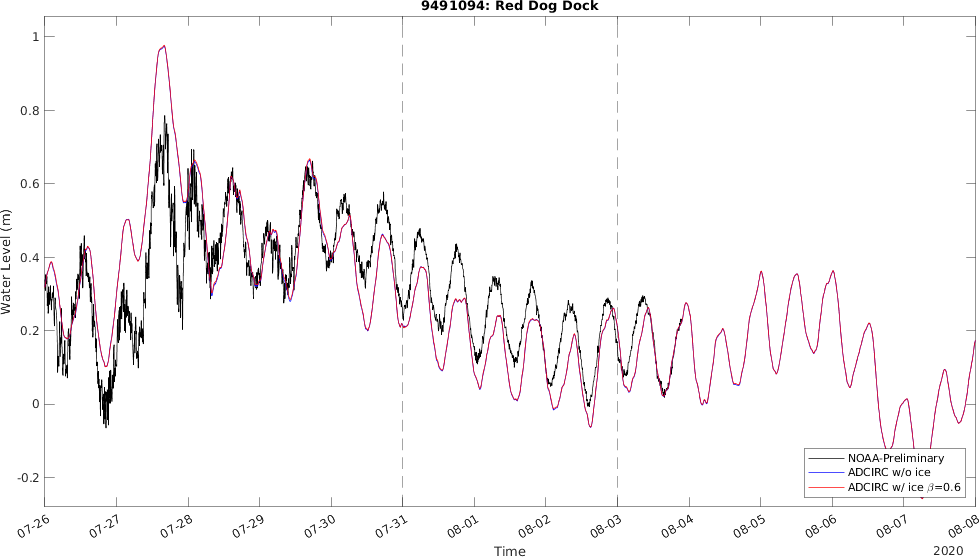 9491094: Red Dog Dock
Water Level (m)
1
0.8
0.6
0.4
0.2
0
-0.2
NOAA-Preliminary
ADCIRC w/o ice
ADCIRC w/ ice β=0.6
07-26 07-27 07-28 07-29 07-30 07-31 08-01 08-02 08-03 08-04 08-05 08-06 08-07 08-08
Time
2020